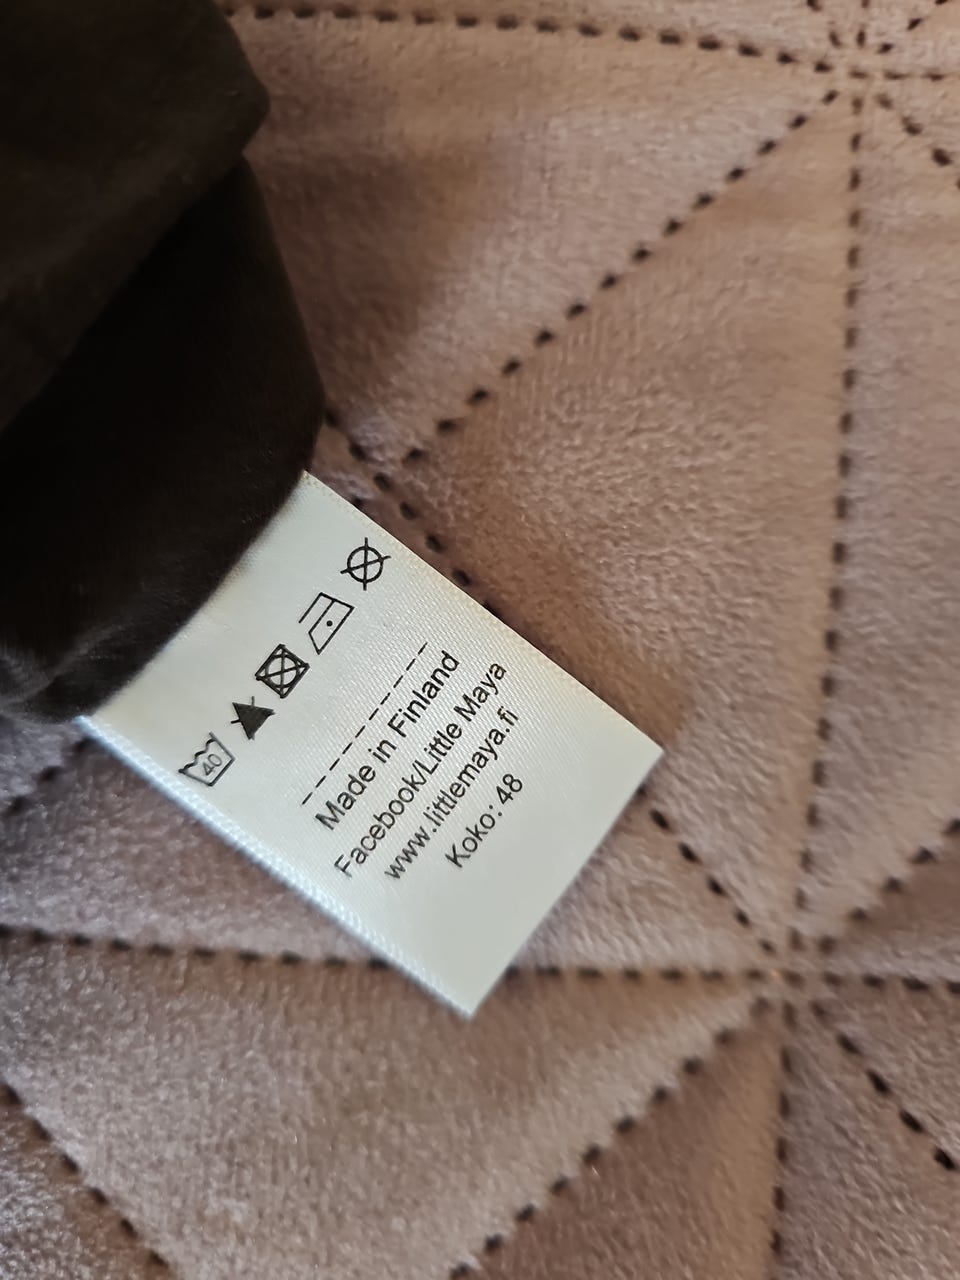 40
Made in Finland
Facebook/Little Maya
www.littlemaya.fi
Koko: 48